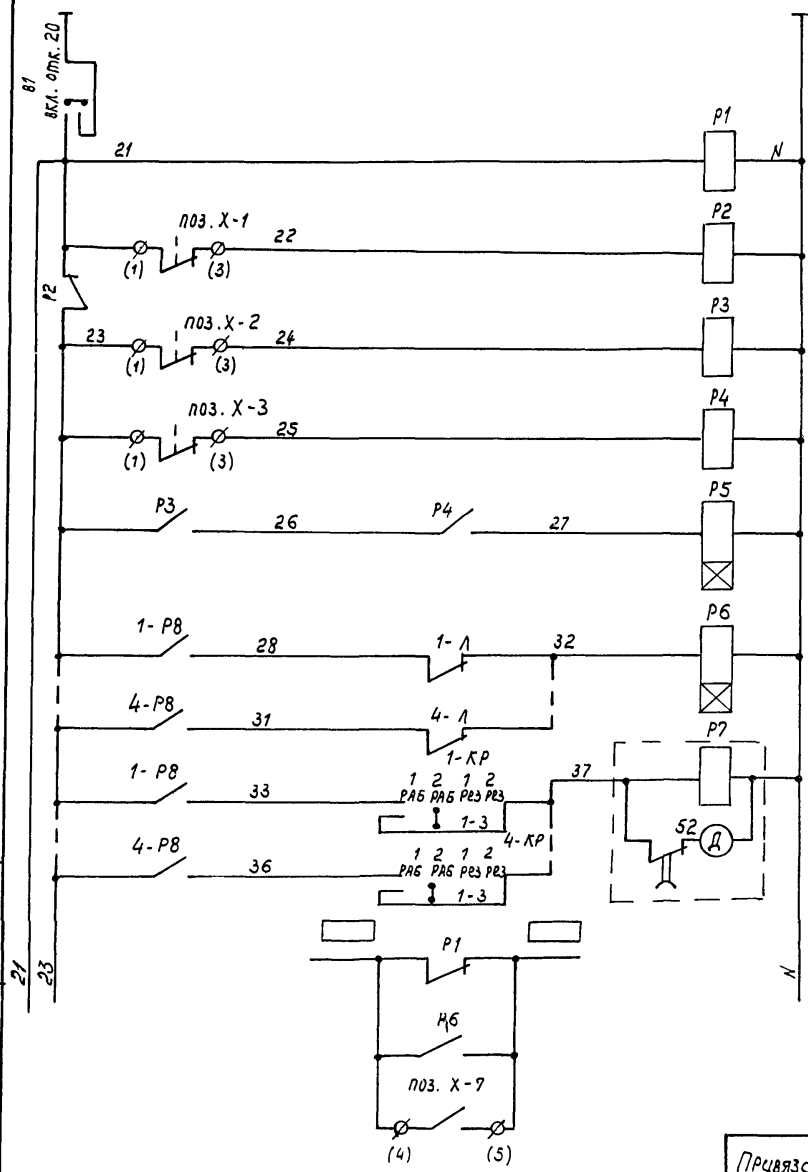 В1
вкл. отк. 20
21
Р1
N
поз. Х-1
22
Р2
(1)
(3)
Р2
поз. Х-2
23
24
Р3
(1)
(3)
поз. Х-3
25
Р4
(1)
(3)
Р3
26
Р4
27
Р5
1-Р8
28
1-Л
32
Р6
4-Р8
31
4-Л
Р7
1-КР
1-Р8
33
1 2 1 2
РАБ РАБ РЕЗ РЕЗ
37
1-3
52
Д
4-КР
4-Р8
36
1 2 1 2
РАБ РАБ РЕЗ РЕЗ
1-3
Р1
21
23
N
поз. Х-7
(4)
(5)